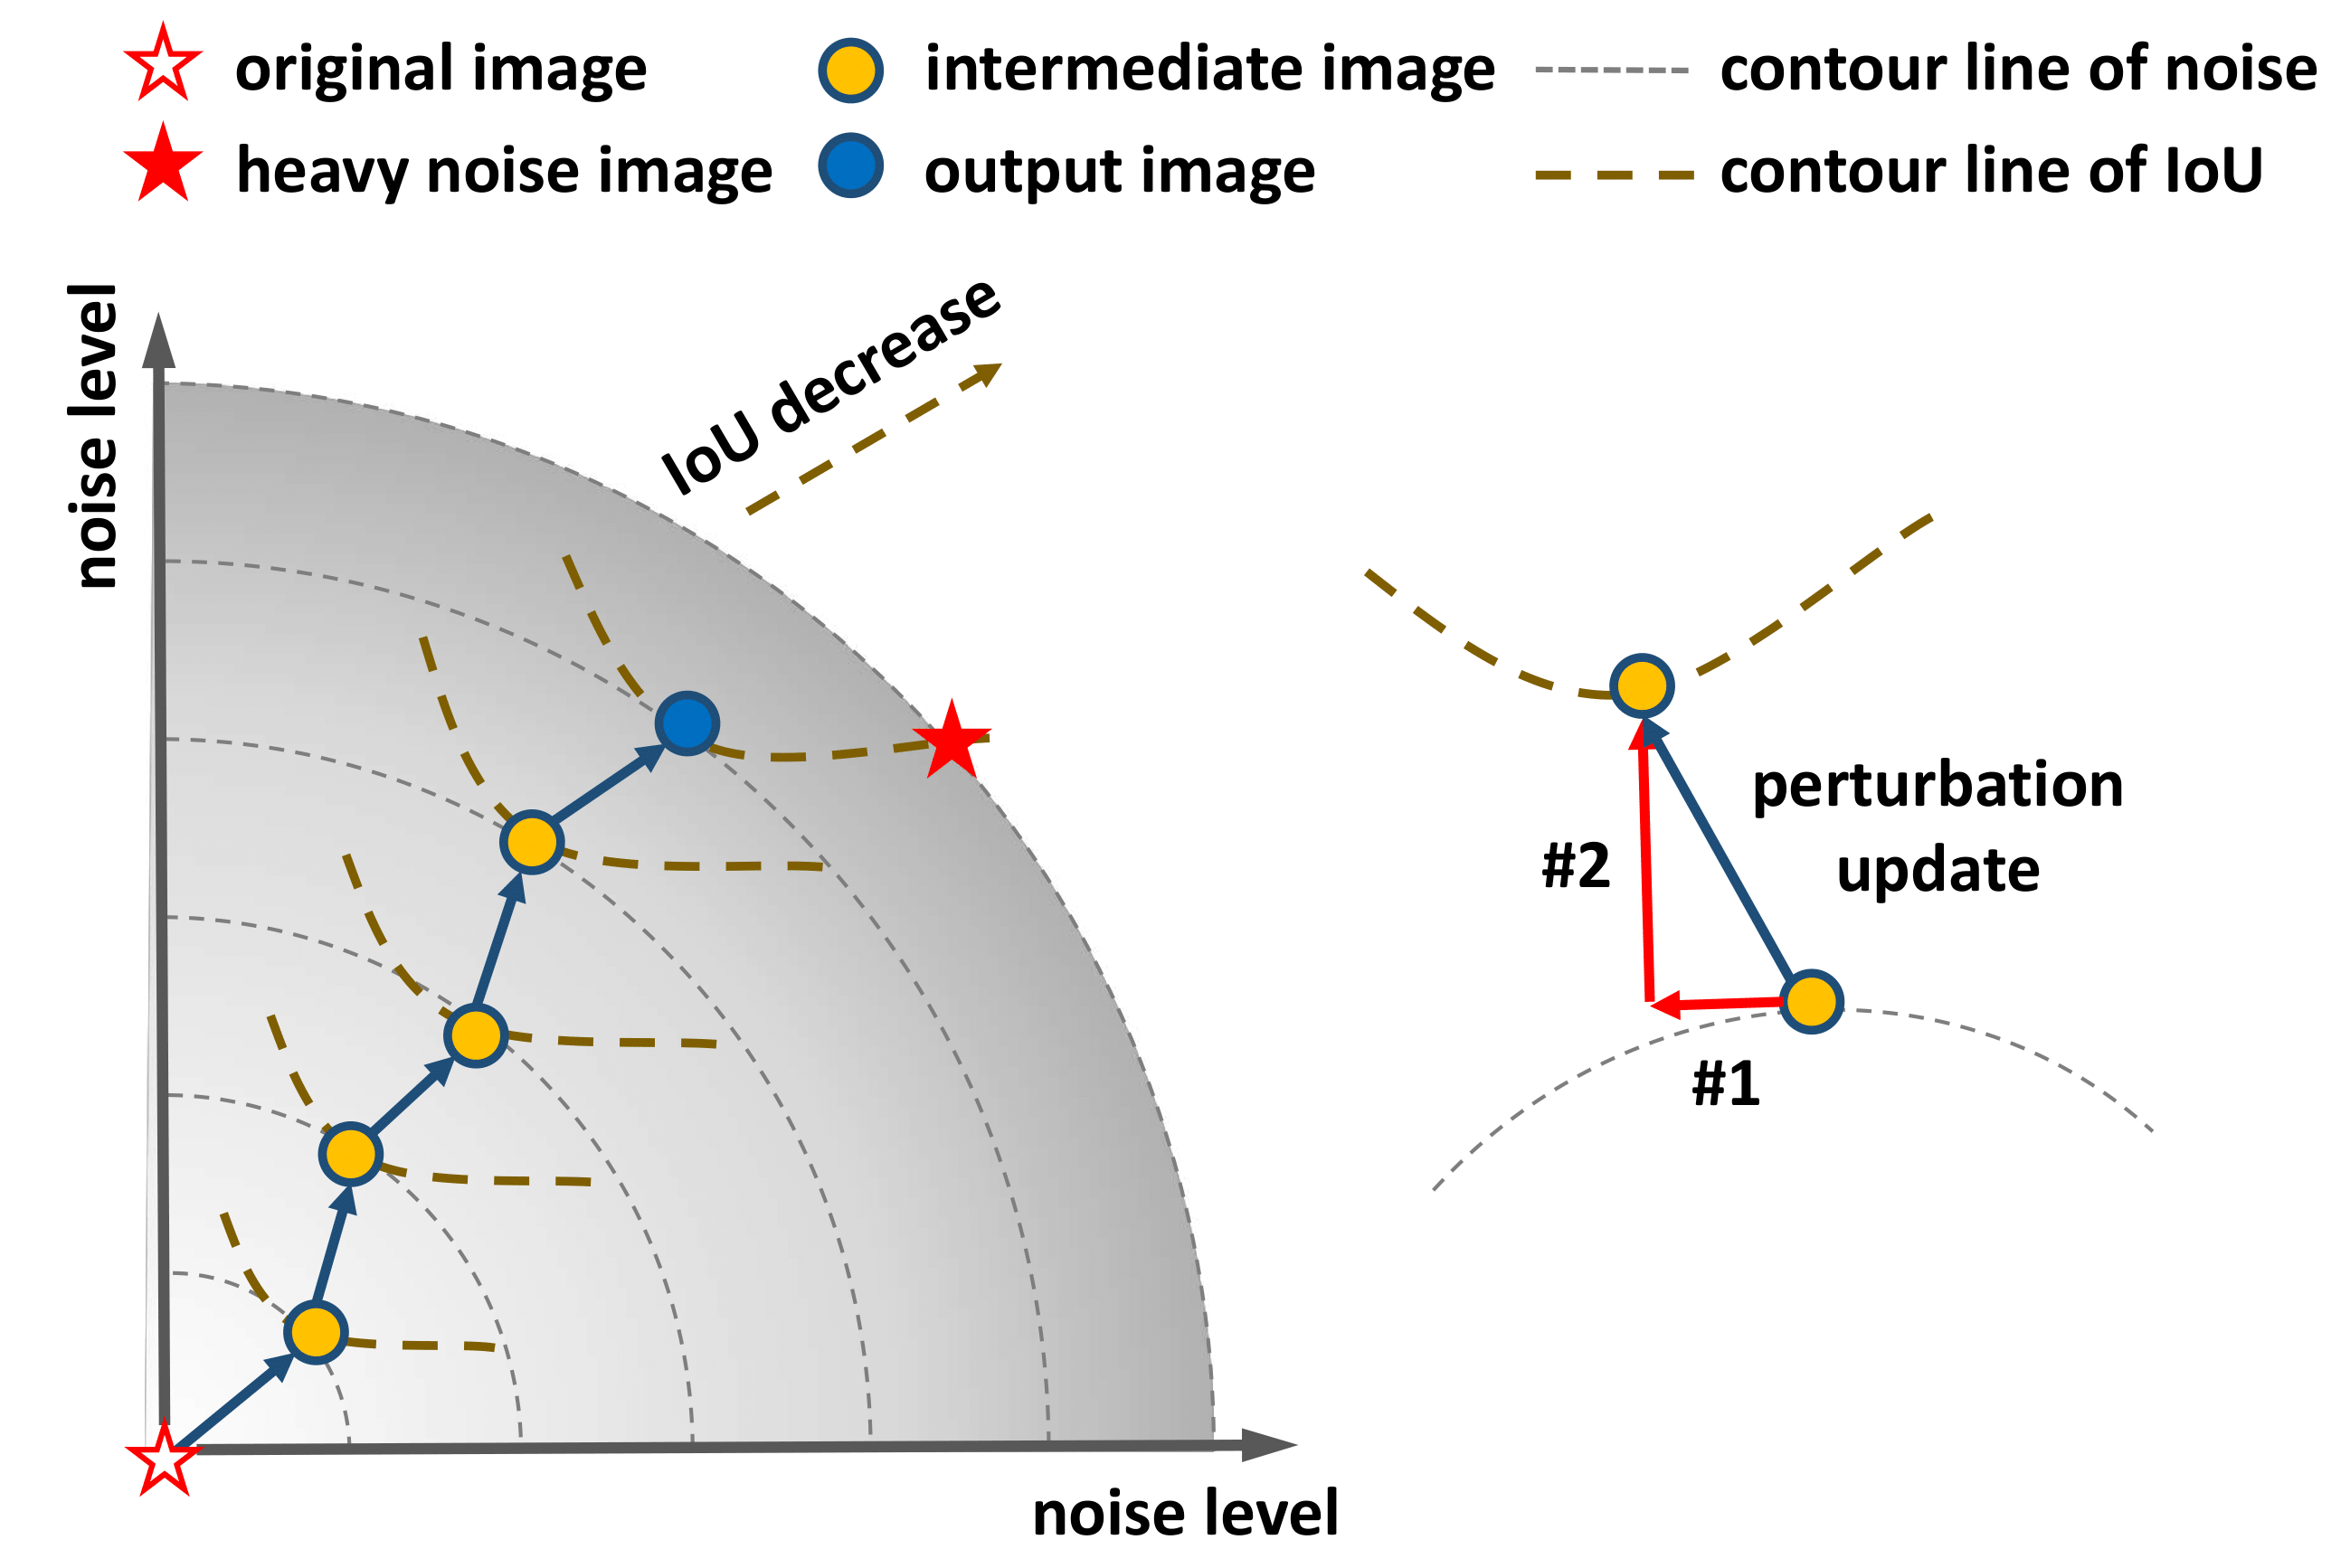 original image
intermediate image
contour line of noise
heavy noise image
output image
contour line of IoU
noise level
IoU decrease
perturbation
update
#2
#1
noise level